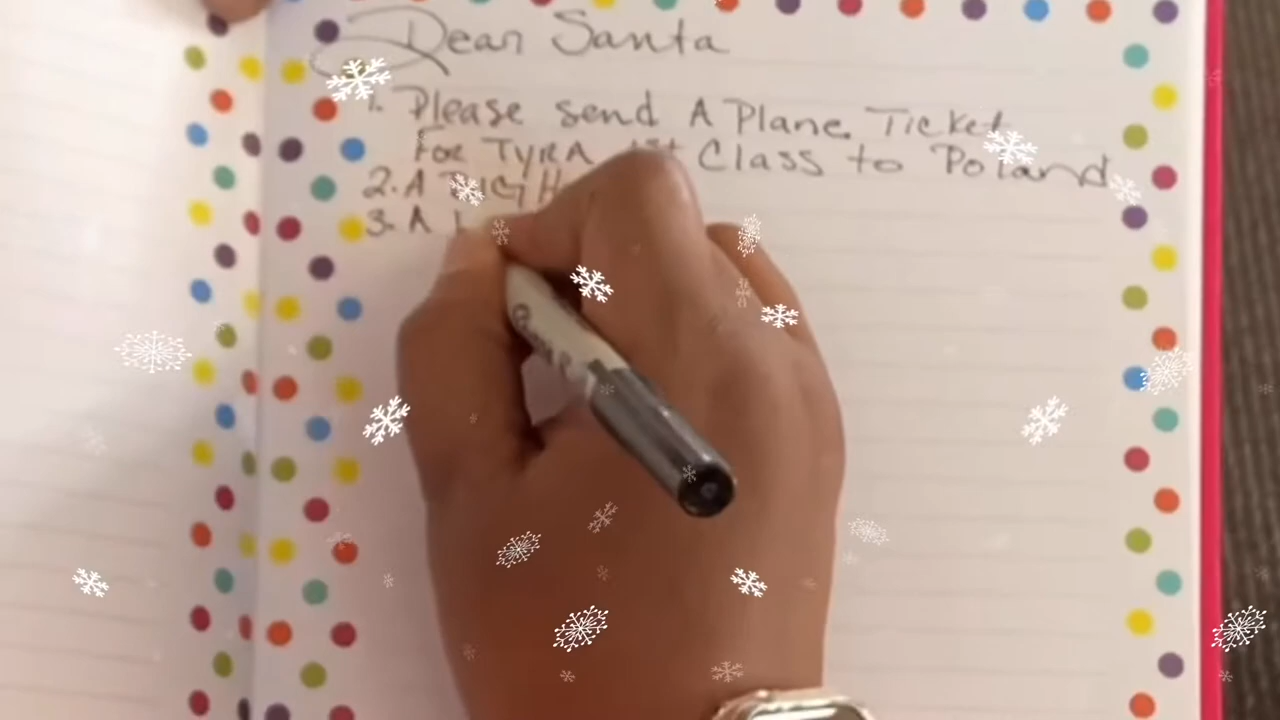 Dear Santa
1. Please send A Plane Ticket
For TYRA 1st Class to Poland
2. A
3. A